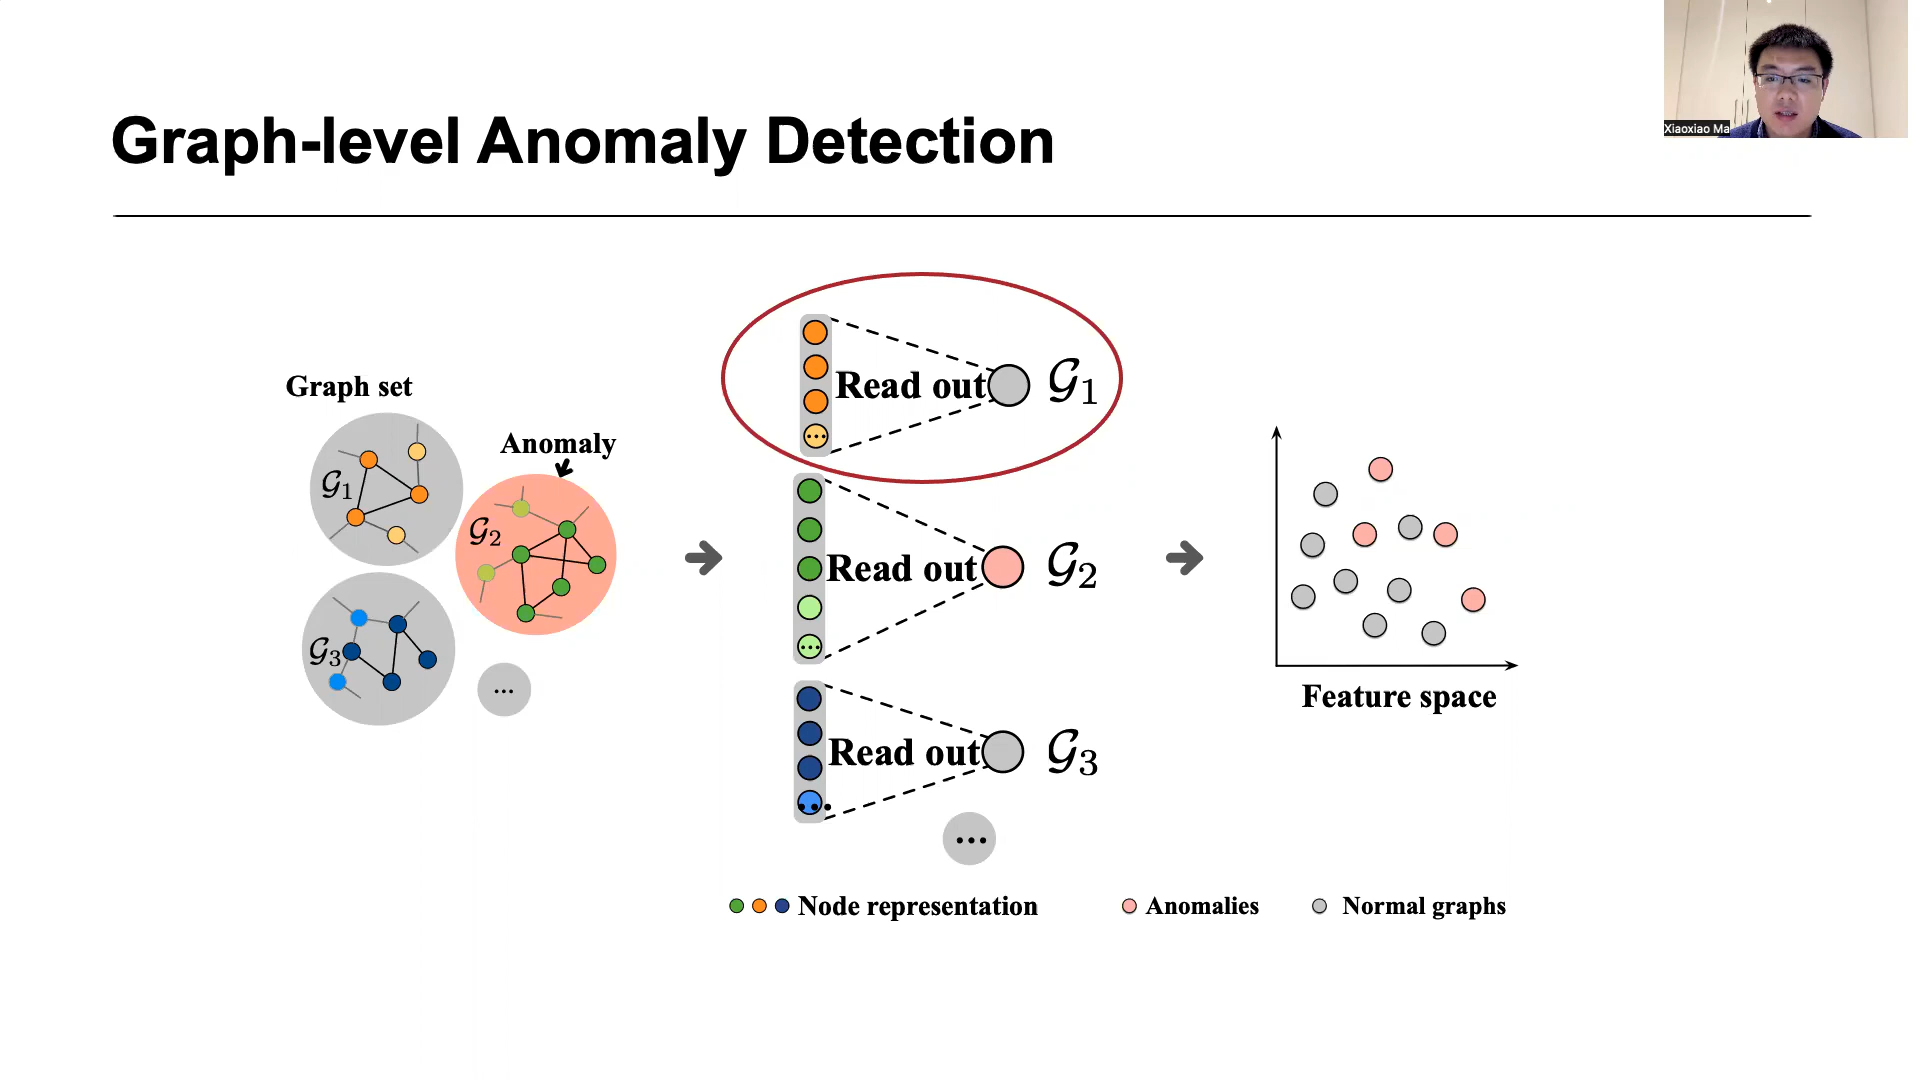 Xiaoxiao Ma
Graph-level Anomaly Detection
Graph set
Anomaly
𝒢1
𝒢2
𝒢3
...
Read out 𝒢1
...
Read out 𝒢2
...
Read out 𝒢3
...
...
Feature space
Node representation
Anomalies
Normal graphs